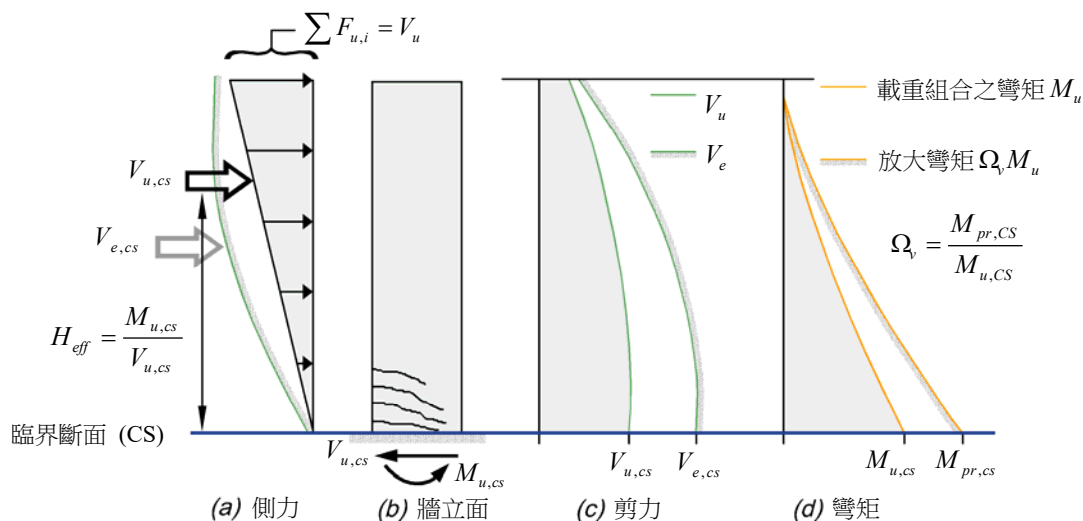 ∑ F_{u,i} = V_u
V_{u,cs}
V_{e,cs}
H_{eff} = M_{u,cs} / V_{u,cs}
臨界斷面 (CS)
V_{u,cs}
M_{u,cs}
V_u
V_e
V_{u,cs}
V_{e,cs}
載重組合之彎矩 M_u
放大彎矩 Ω_v M_u
Ω_v = M_{pr,CS} / M_{u,CS}
M_{u,cs}
M_{pr,cs}
(a) 側力
(b) 牆立面
(c) 剪力
(d) 彎矩